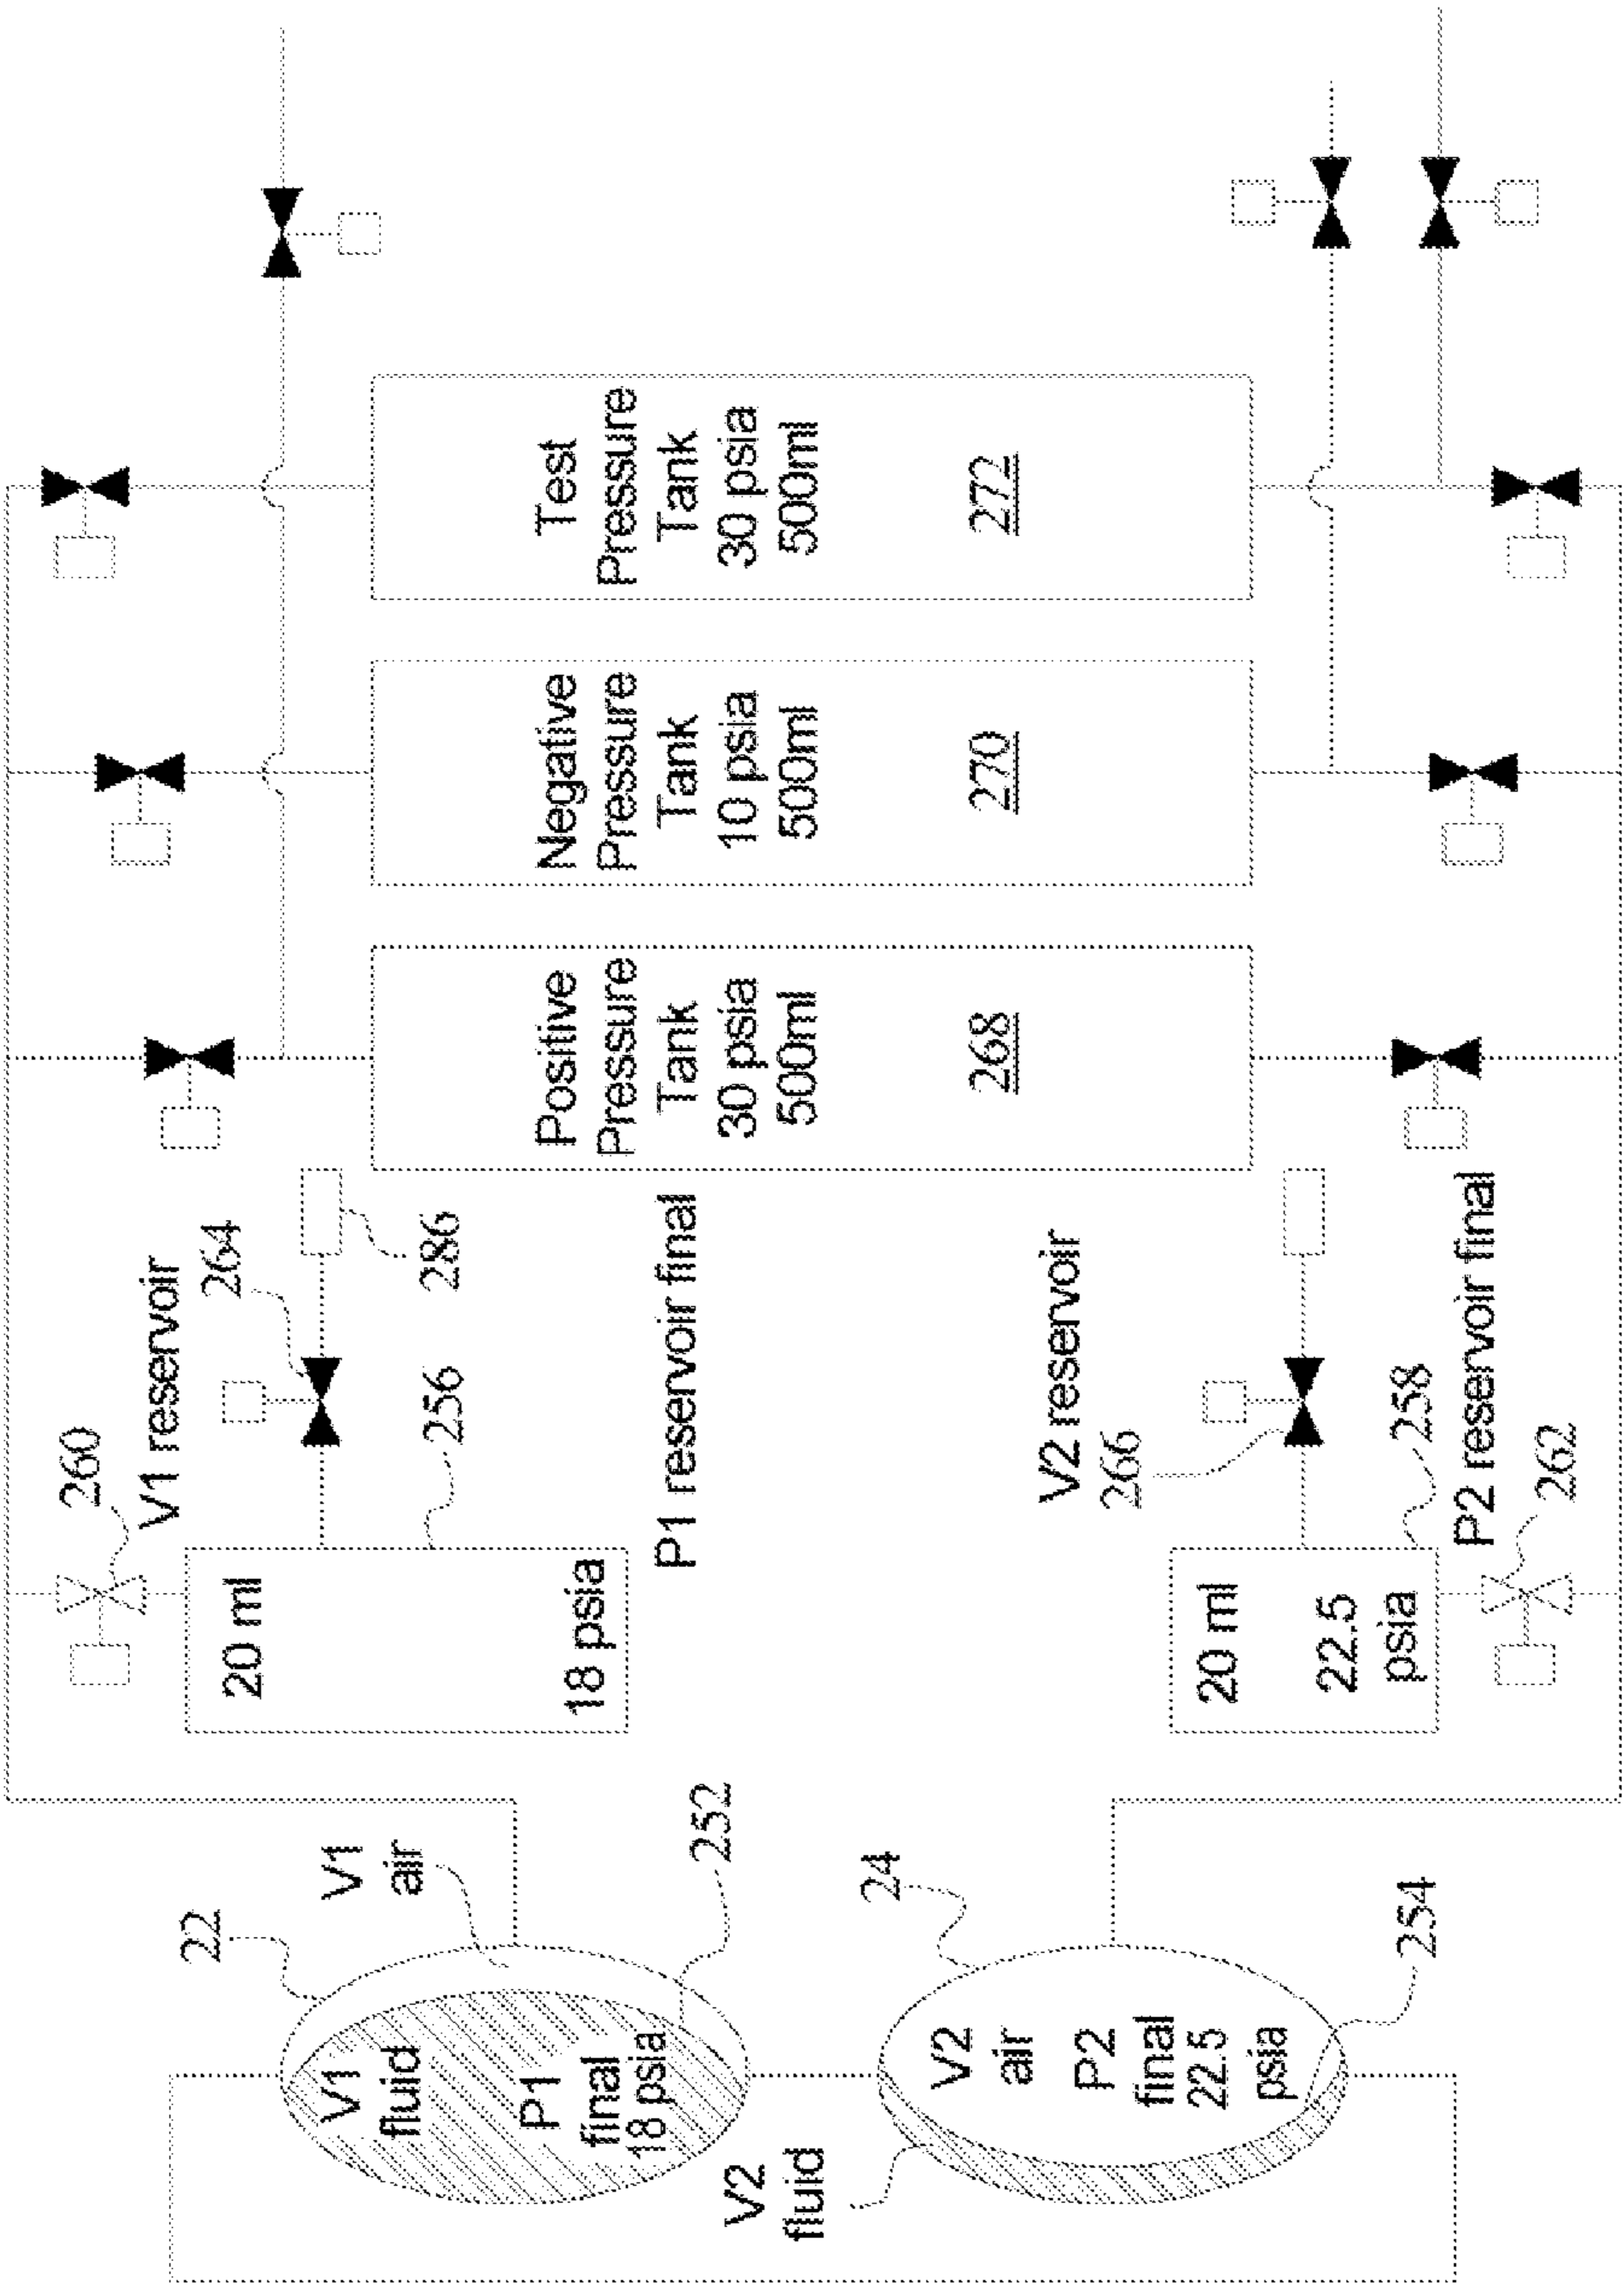 22
V1
air
V1
fluid
P1
final
18 psia
252
V2
fluid
24
V2
air
P2
final
22.5
psia
254
260
V1 reservoir
264
20 ml
18 psia
286
256
P1 reservoir final
V2 reservoir
266
20 ml
22.5
psia
258
P2 reservoir final
262
Positive
Pressure
Tank
30 psia
500ml
268
Negative
Pressure
Tank
10 psia
500ml
270
Test
Pressure
Tank
30 psia
500ml
272